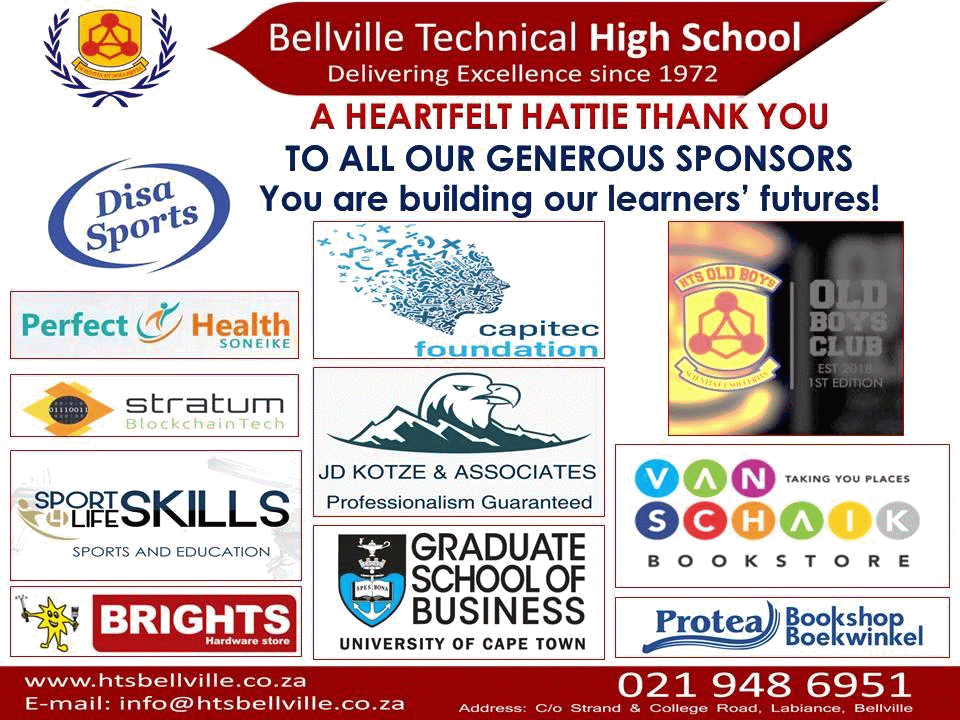 Bellville Technical High School
Delivering Excellence since 1972
A HEARTFELT HATTIE THANK YOU
TO ALL OUR GENEROUS SPONSORS
You are building our learners' futures!
Disa
Sports
Perfect Health
SONEIKE
01110011
stratum
BlockchainTech
SPORT
4 LIFE SKILLS
SPORTS AND EDUCATION
BRIGHTS
Hardware store
capitec
foundation
JD KOTZE & ASSOCIATES
Professionalism Guaranteed
SPES BONA
GRADUATE
SCHOOL OF
BUSINESS
UNIVERSITY OF CAPE TOWN
HTS OLD BOYS
OLD
BOYS
CLUB
EST 2018
1ST EDITION
VAN TAKING YOU PLACES
SCHAIK
BOOKSTORE
Protea Bookshop
Boekwinkel
www.htsbellville.co.za
E-mail: info@htsbellville.co.za
021 948 6951
Address: C/o Strand & College Road, Labiance, Bellville